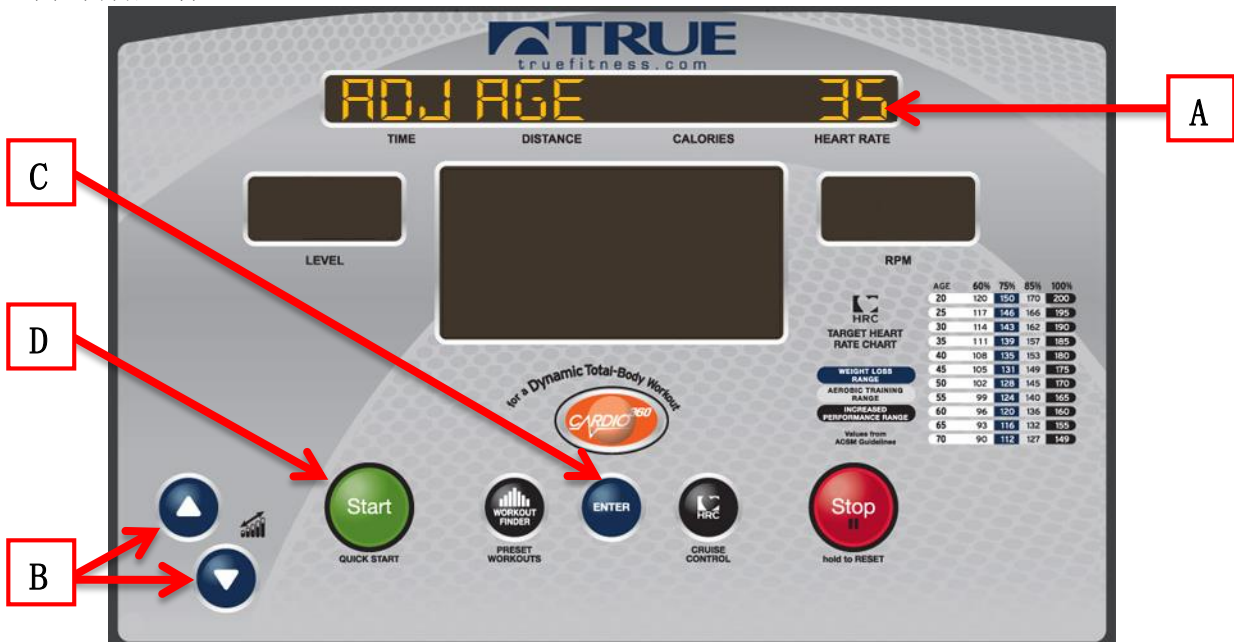 TRUE
truefitness.com
ADJ AGE 35
A
TIME DISTANCE CALORIES HEART RATE
C
LEVEL
RPM
D
HRC
TARGET HEART
RATE CHART
WEIGHT LOSS
RANGE
AEROBIC TRAINING
RANGE
INCREASED
PERFORMANCE RANGE
Values from
ACSM Guidelines
AGE 60% 75% 85% 100%
20 120 150 170 200
25 117 146 166 195
30 114 143 162 190
35 111 139 157 185
40 108 135 153 180
45 105 131 149 175
50 102 128 145 170
55 99 124 140 165
60 96 120 136 160
65 93 116 132 155
70 90 112 127 149
for a Dynamic Total-Body Workout
CARDIO 360
Start
QUICK START
WORKOUT
FINDER
PRESET
WORKOUTS
ENTER
HRC
CRUISE
CONTROL
Stop
hold to RESET
B